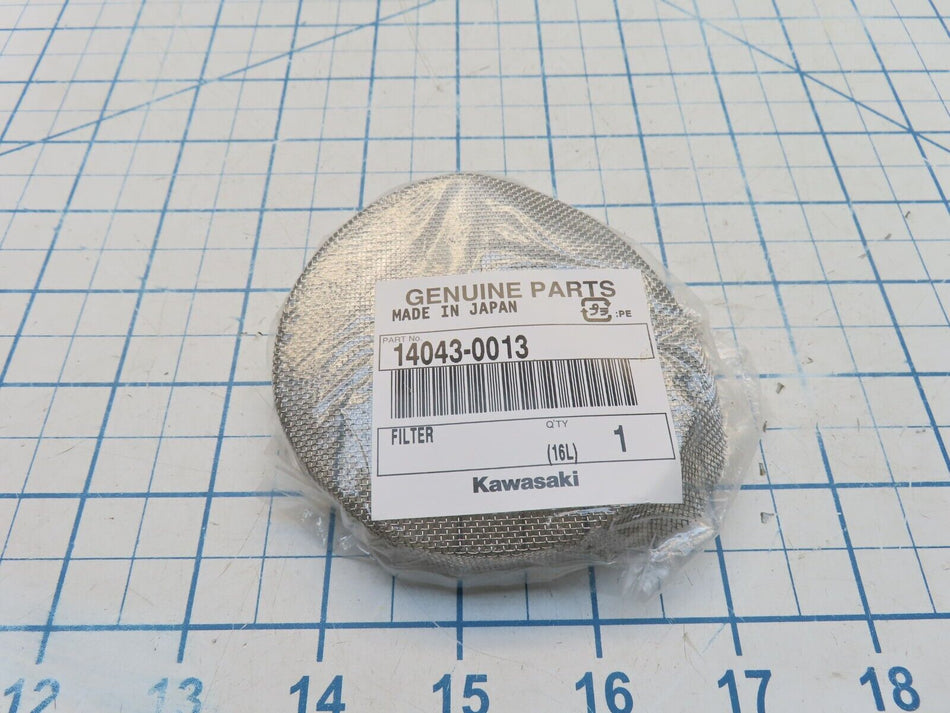 GENUINE PARTS
MADE IN JAPAN
:PE
PART No.
14043-0013
FILTER
Q'TY
(16L)
1
Kawasaki
12 13 14 15 16 17 18